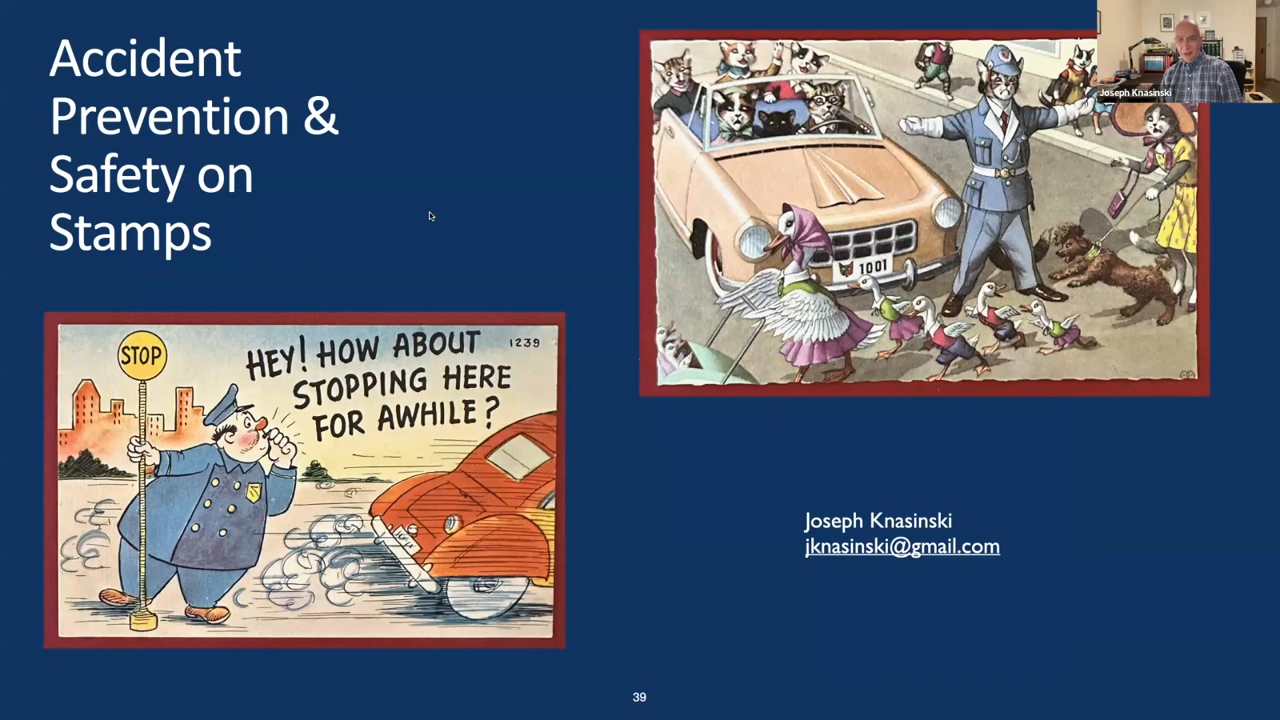 Accident
Prevention &
Safety on
Stamps
Joseph Knasinski
1001
STOP
HEY! HOW ABOUT
STOPPING HERE
FOR AWHILE?
1239
Joseph Knasinski
jknasinski@gmail.com
39